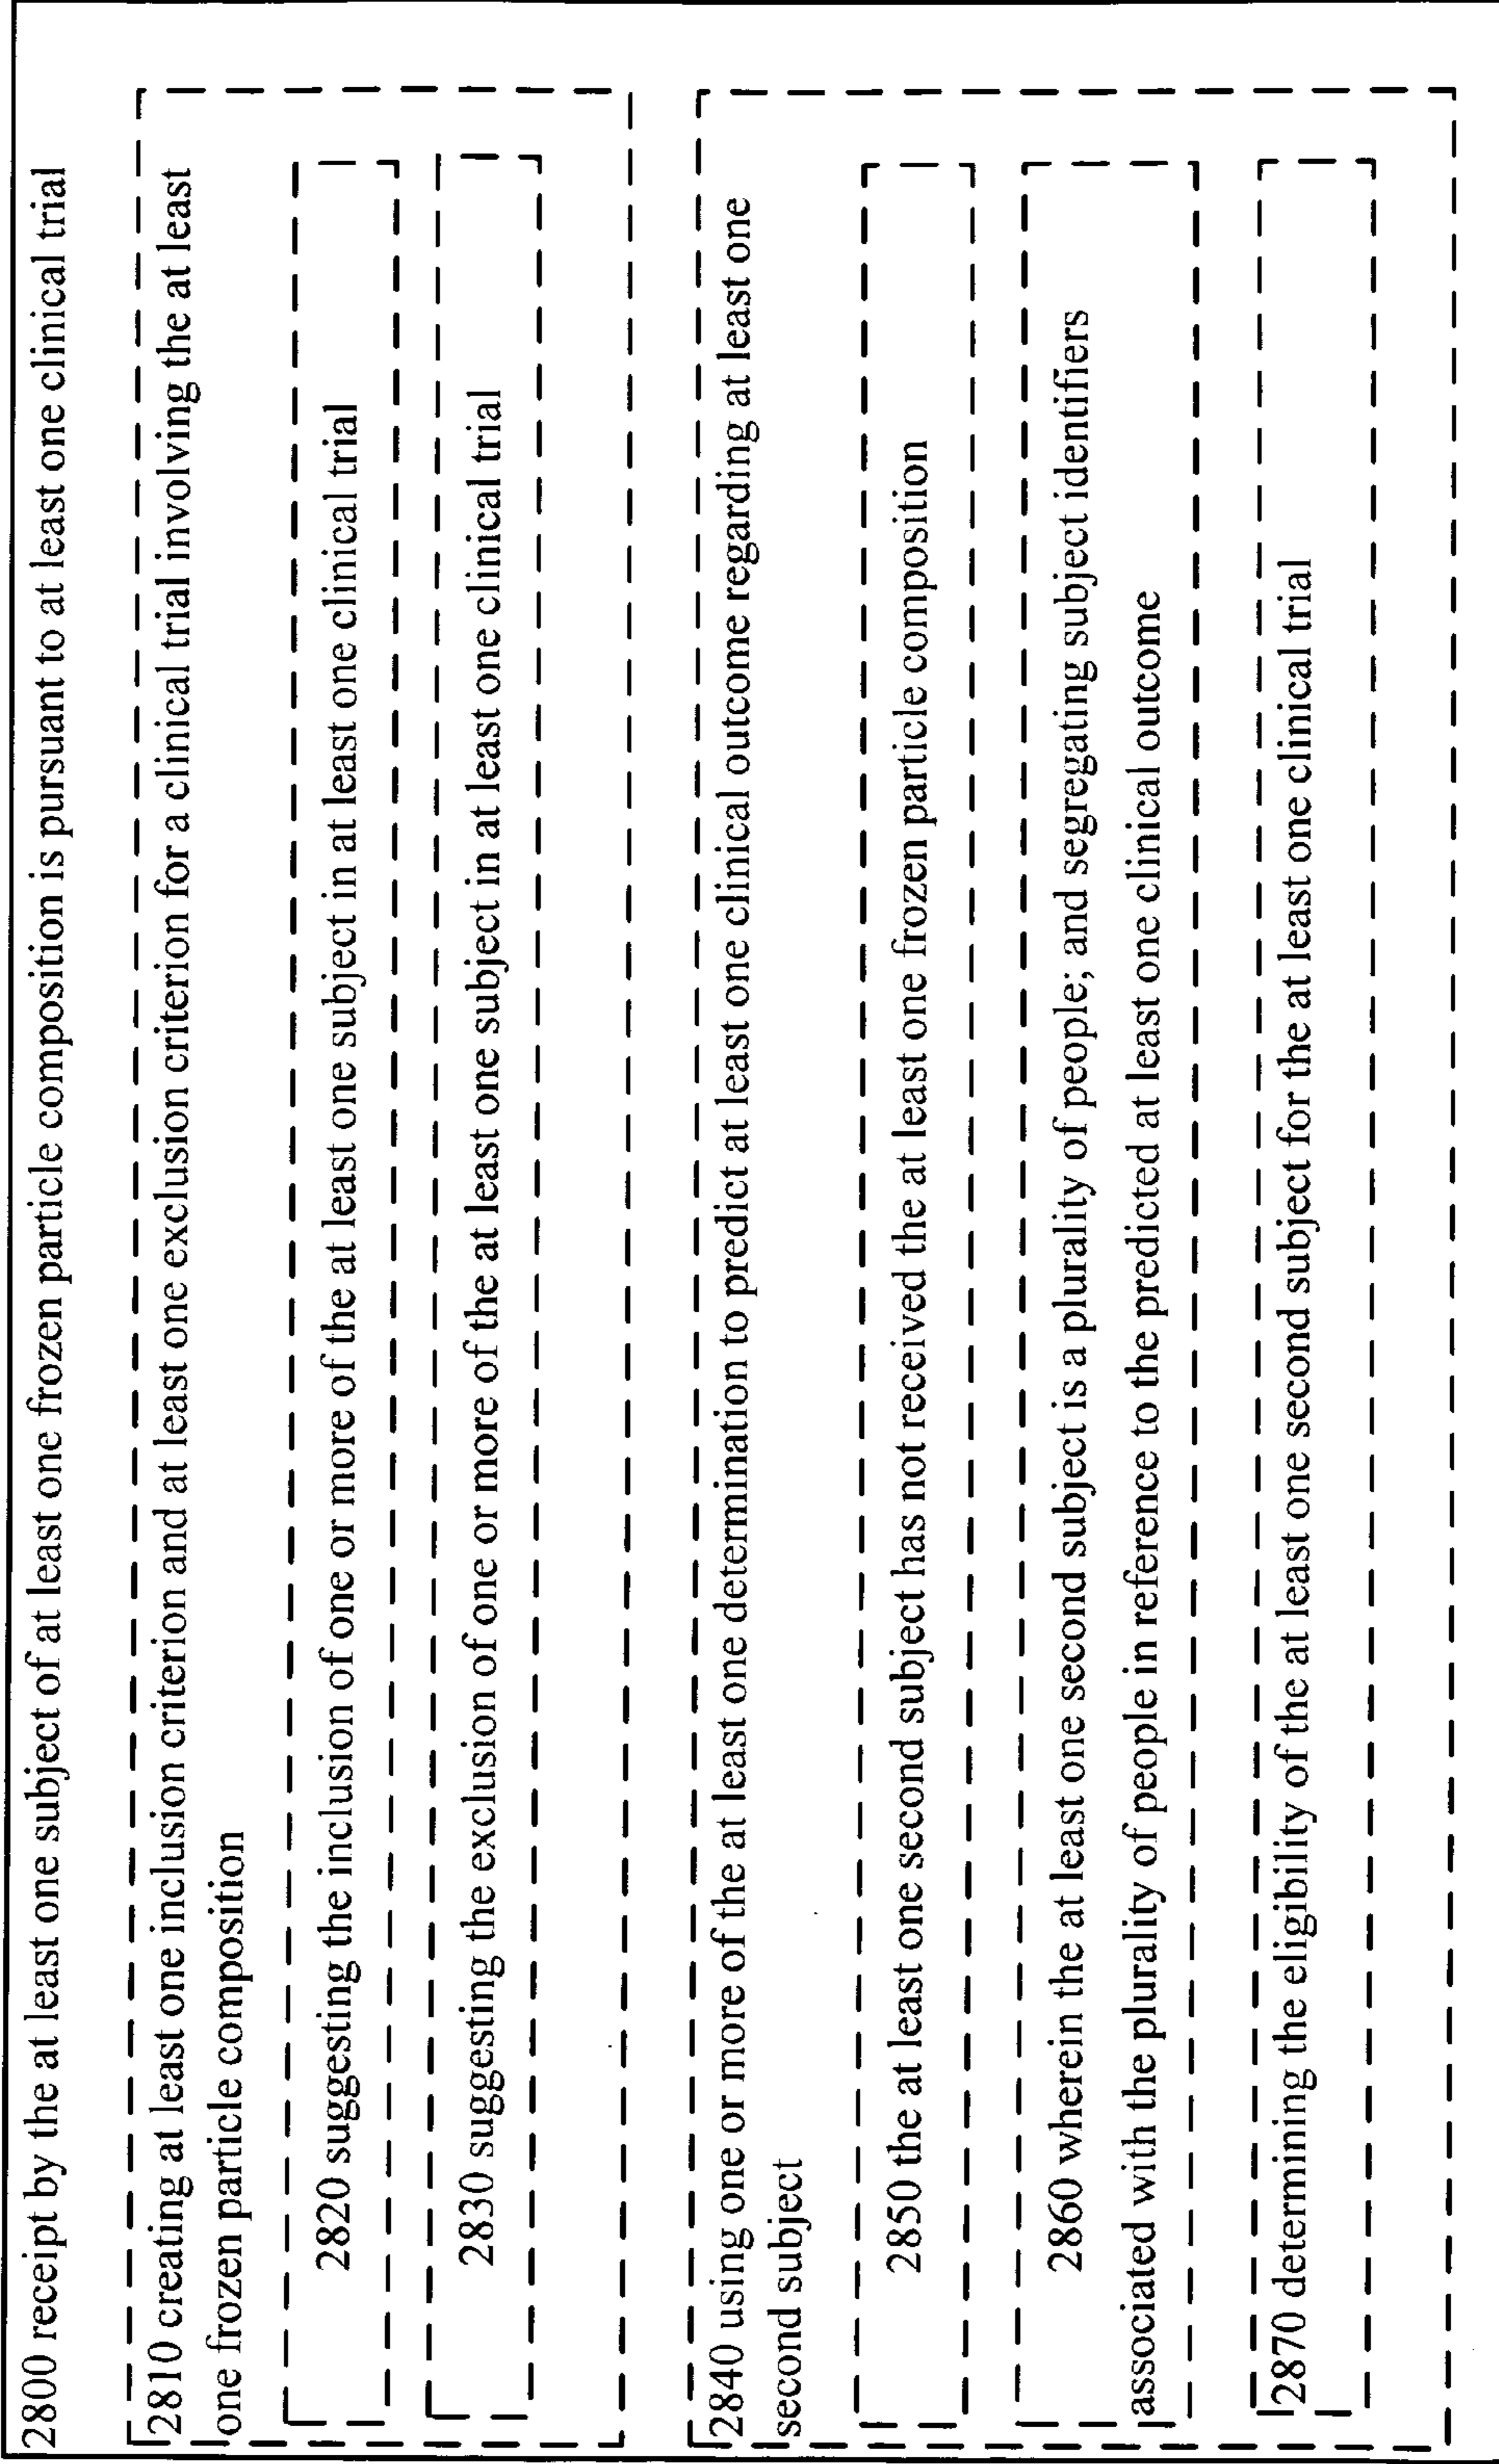 2800 receipt by the at least one subject of at least one frozen particle composition is pursuant to at least one clinical trial
2810 creating at least one inclusion criterion and at least one exclusion criterion for a clinical trial involving the at least
one frozen particle composition
2820 suggesting the inclusion of one or more of the at least one subject in at least one clinical trial
2830 suggesting the exclusion of one or more of the at least one subject in at least one clinical trial
2840 using one or more of the at least one determination to predict at least one clinical outcome regarding at least one
second subject
2850 the at least one second subject has not received the at least one frozen particle composition
2860 wherein the at least one second subject is a plurality of people; and segregating subject identifiers
associated with the plurality of people in reference to the predicted at least one clinical outcome
2870 determining the eligibility of the at least one second subject for the at least one clinical trial